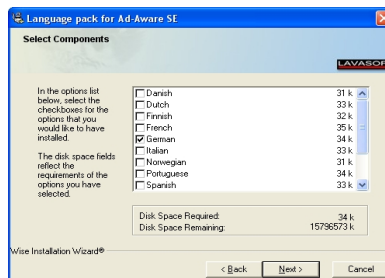 Language pack for Ad-Aware SE
Select Components
LAVASOF
In the options list
below, select the
checkboxes for the
options that you
would like to have
installed.
The disk space fields
reflect the
requirements of the
options you have
selected.
Danish 31 k
Dutch 33 k
Finnish 32 k
French 35 k
German 34 k
Italian 33 k
Norwegian 31 k
Portuguese 34 k
Spanish 33 k
Disk Space Required: 34 k
Disk Space Remaining: 15796573 k
Wise Installation Wizard®
< Back Next > Cancel